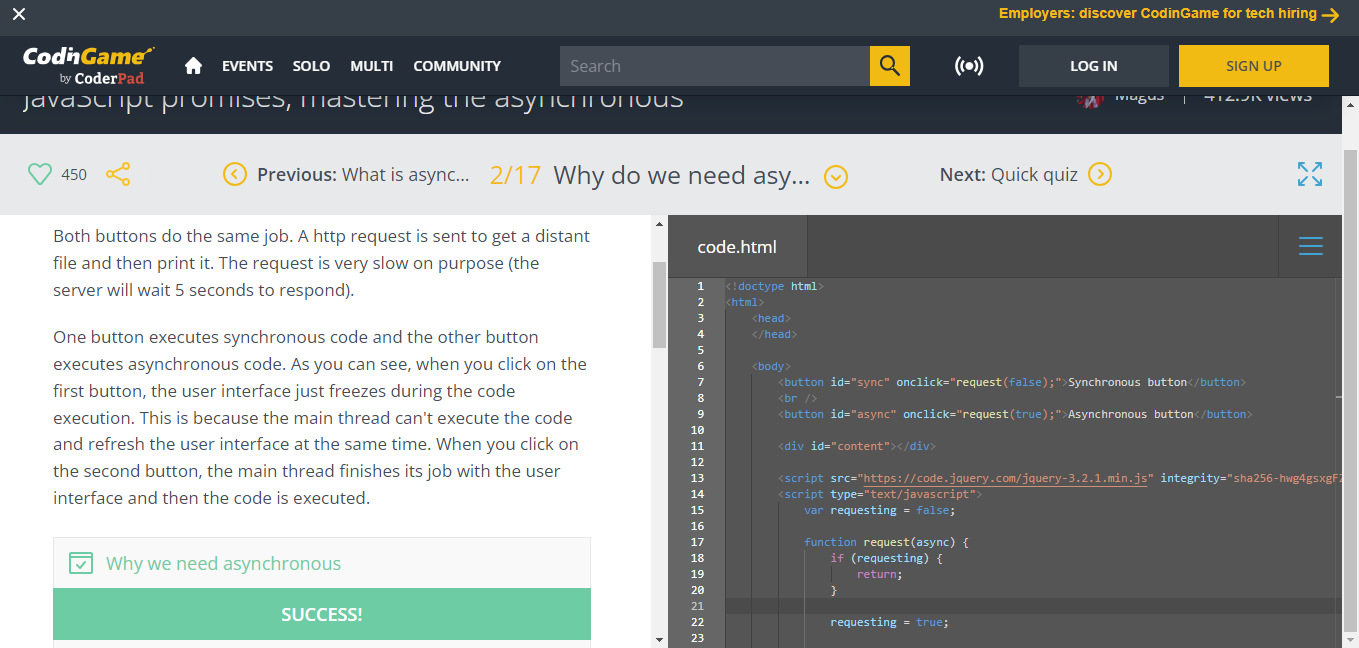 Employers: discover CodinGame for tech hiring
CodinGame
by CoderPad
EVENTS SOLO MULTI COMMUNITY
Search
LOG IN
SIGN UP
JavaScript promises, mastering the asynchronous
Magus | 412.9K views
450
Previous: What is async...
2/17 Why do we need asy...
Next: Quick quiz
Both buttons do the same job. A http request is sent to get a distant
file and then print it. The request is very slow on purpose (the
server will wait 5 seconds to respond).
One button executes synchronous code and the other button
executes asynchronous code. As you can see, when you click on the
first button, the user interface just freezes during the code
execution. This is because the main thread can't execute the code
and refresh the user interface at the same time. When you click on
the second button, the main thread finishes its job with the user
interface and then the code is executed.
Why we need asynchronous
SUCCESS!
code.html
1 <!doctype html>
2 <html>
3 <head>
4 </head>
5
6 <body>
7 <button id="sync" onclick="request(false);">Synchronous button</button>
8 <br />
9 <button id="async" onclick="request(true);">Asynchronous button</button>
10
11 <div id="content"></div>
12
13 <script src="https://code.jquery.com/jquery-3.2.1.min.js" integrity="sha256-hwg4gsxgFZ
14 <script type="text/javascript">
15 var requesting = false;
16
17 function request(async) {
18 if (requesting) {
19 return;
20 }
21
22 requesting = true;
23